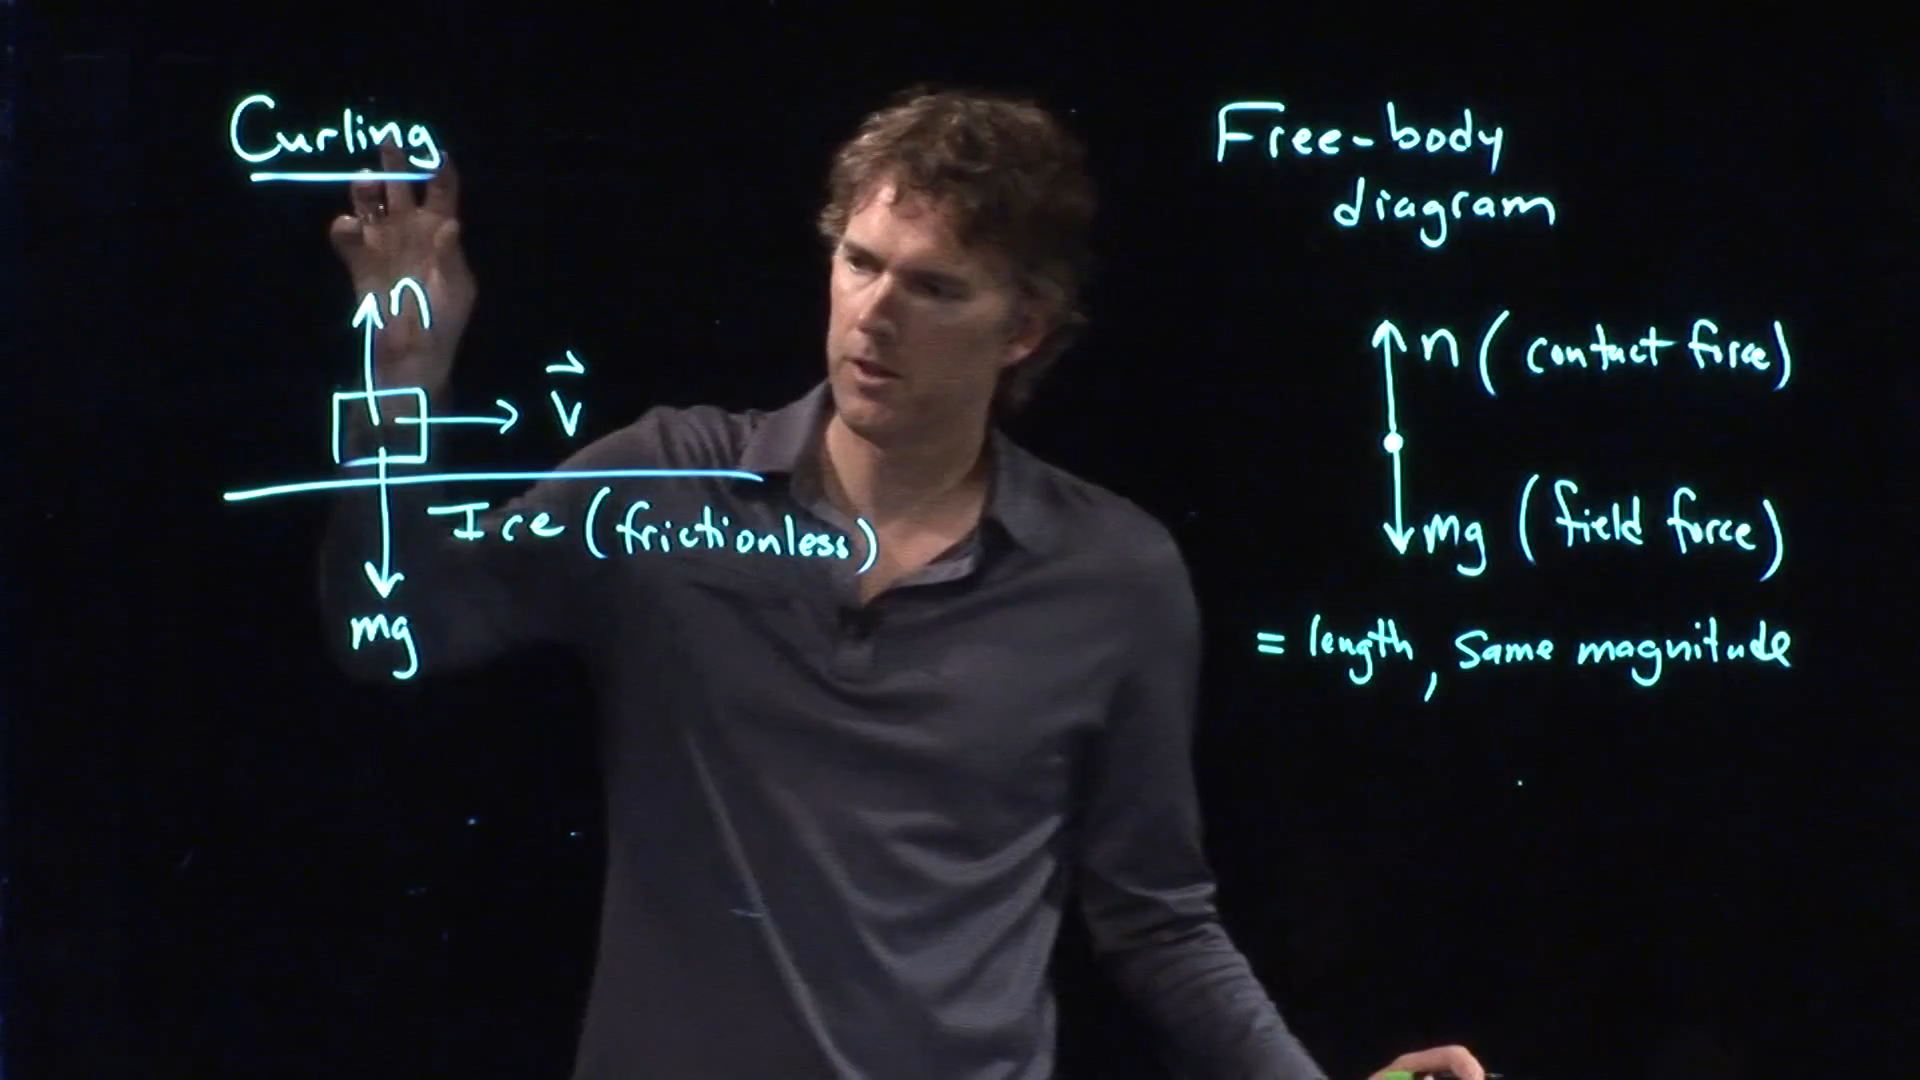 Curling
n
v
Ice (frictionless)
mg
Free-body
diagram
n (contact force)
mg (field force)
= length, same magnitude